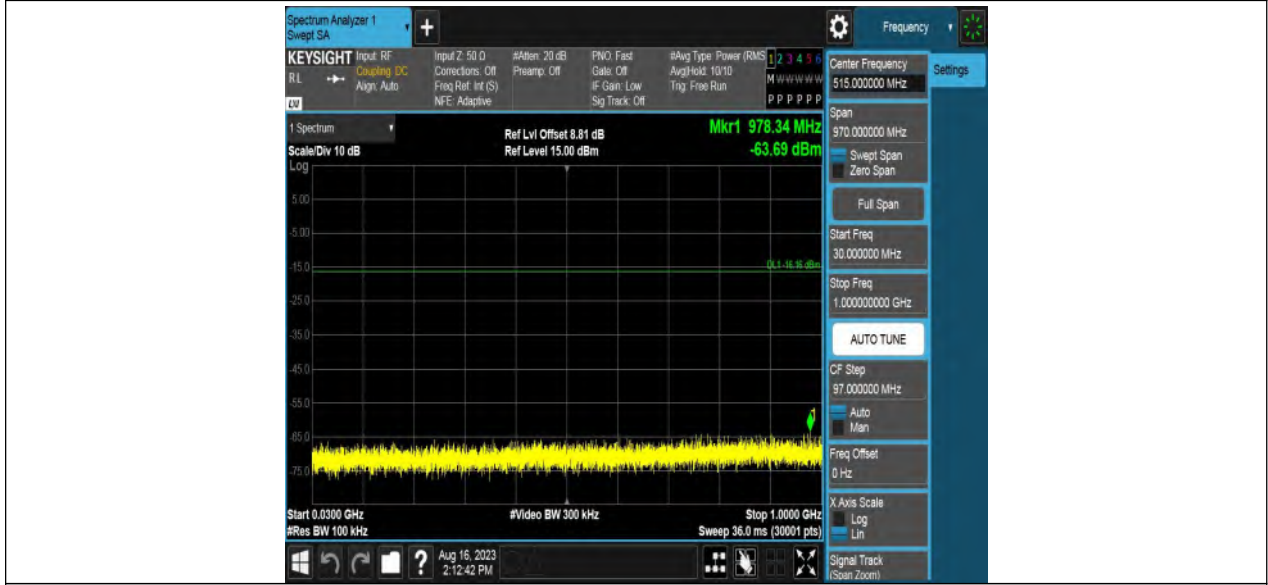 Spectrum Analyzer 1
Swept SA
+
Frequency
KEYSIGHT
RL
LXI
Input: RF
Coupling: DC
Align: Auto
Input Z: 50 Ω
Corrections: Off
Freq Ref: Int (S)
NFE: Adaptive
#Atten: 20 dB
Preamp: Off
PNO: Fast
Gate: Off
IF Gain: Low
Sig Track: Off
#Avg Type: Power (RMS
Avg|Hold: 10/10
Trig: Free Run
1 2 3 4 5 6
M W W W W W
P P P P P P
1 Spectrum
Scale/Div 10 dB
Log
Ref Lvl Offset 8.81 dB
Ref Level 15.00 dBm
Mkr1 978.34 MHz
-63.69 dBm
5.00
-5.00
-15.0
DL1 -16.16 dBm
-25.0
-35.0
-45.0
-55.0
1
-65.0
-75.0
Start 0.0300 GHz
#Res BW 100 kHz
#Video BW 300 kHz
Stop 1.0000 GHz
Sweep 36.0 ms (30001 pts)
?
Aug 16, 2023
2:12:42 PM
Center Frequency
515.000000 MHz
Settings
Span
970.000000 MHz
Swept Span
Zero Span
Full Span
Start Freq
30.000000 MHz
Stop Freq
1.000000000 GHz
AUTO TUNE
CF Step
97.000000 MHz
Auto
Man
Freq Offset
0 Hz
X Axis Scale
Log
Lin
Signal Track
(Span Zoom)